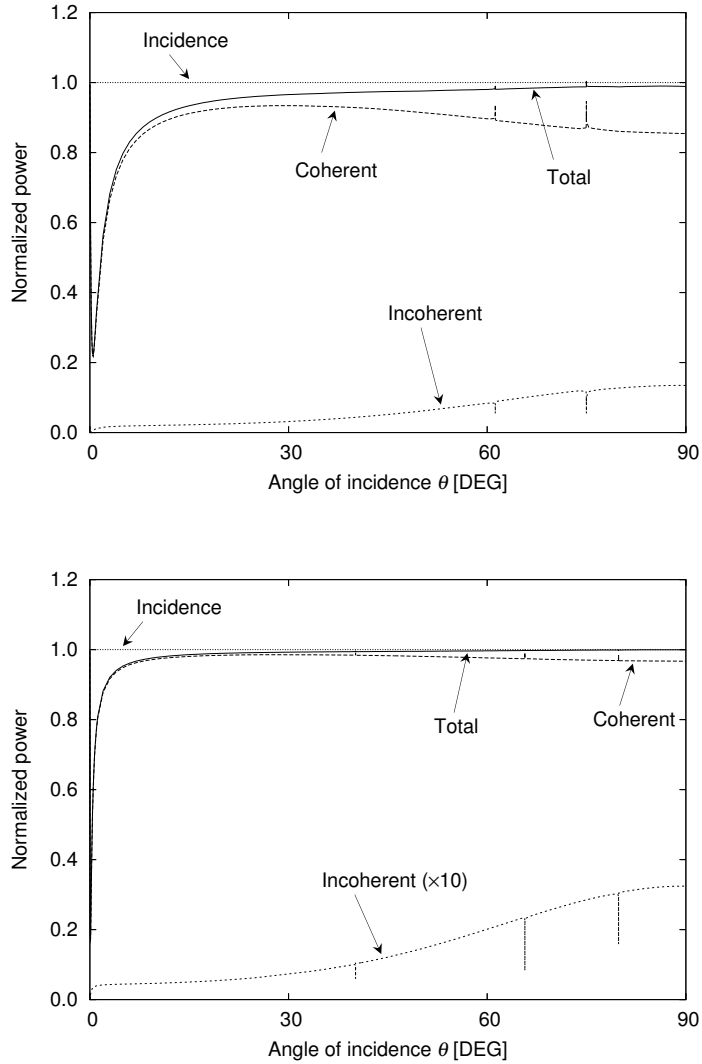 1.2
Incidence
1.0
0.8
Coherent
Total
Normalized power
0.6
0.4
Incoherent
0.2
0.0
0 30 60 90
Angle of incidence θ [DEG]
1.2
Incidence
1.0
Total
Coherent
0.8
Normalized power
0.6
0.4
Incoherent (×10)
0.2
0.0
0 30 60 90
Angle of incidence θ [DEG]